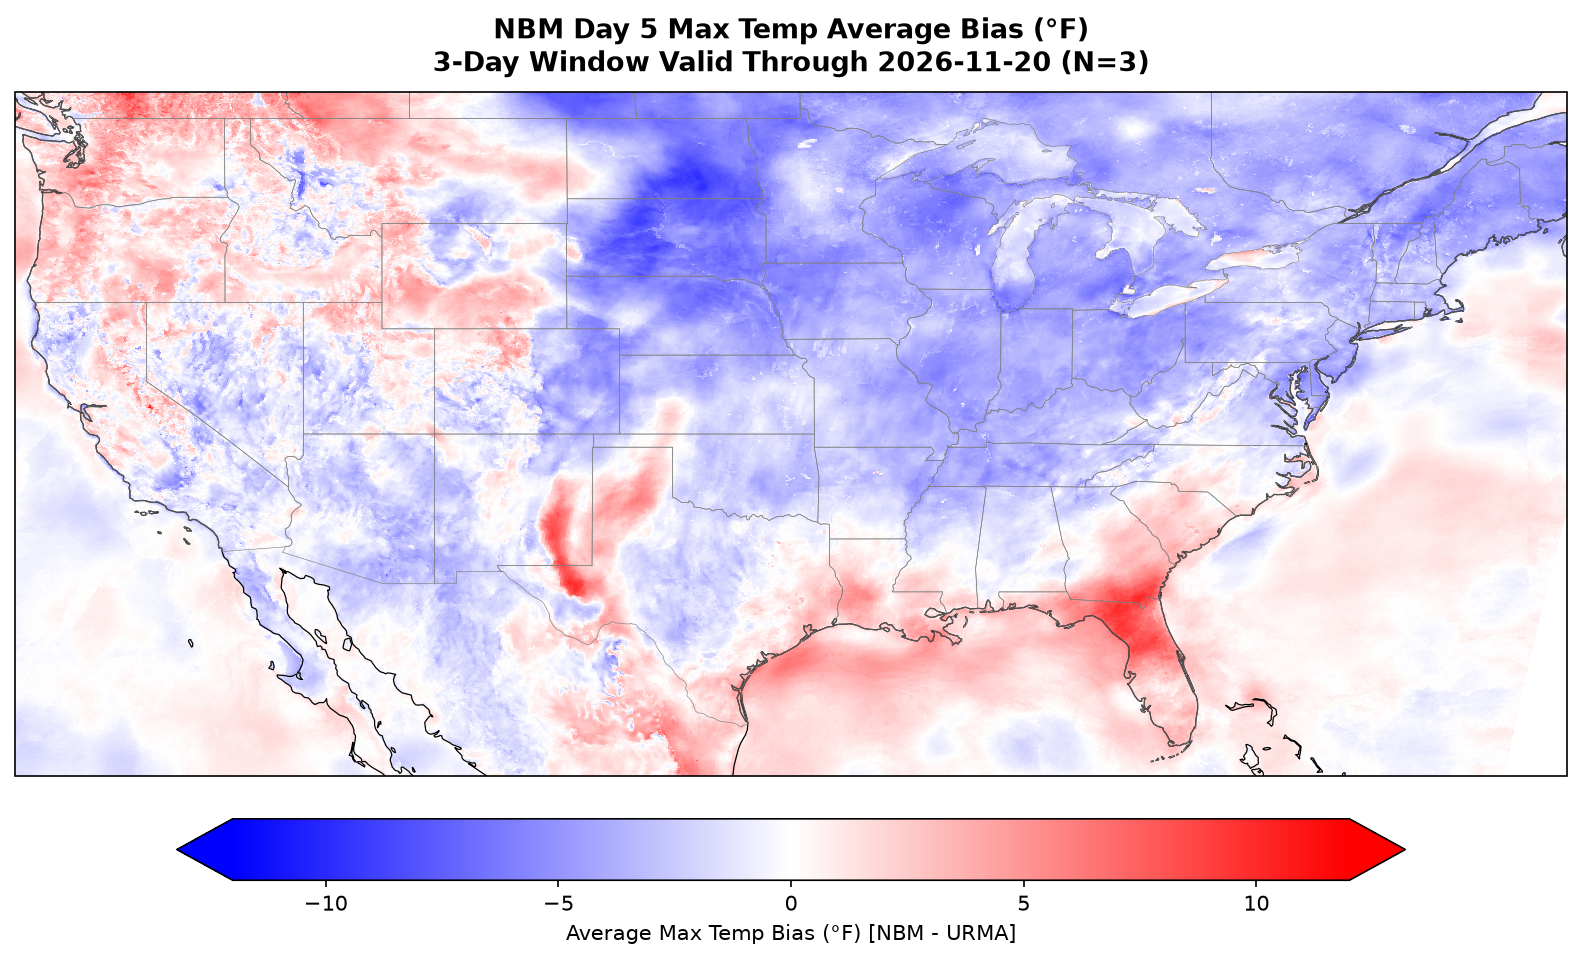 NBM Day 5 Max Temp Average Bias (°F)
3-Day Window Valid Through 2026-11-20 (N=3)
−10 −5 0 5 10
Average Max Temp Bias (°F) [NBM - URMA]